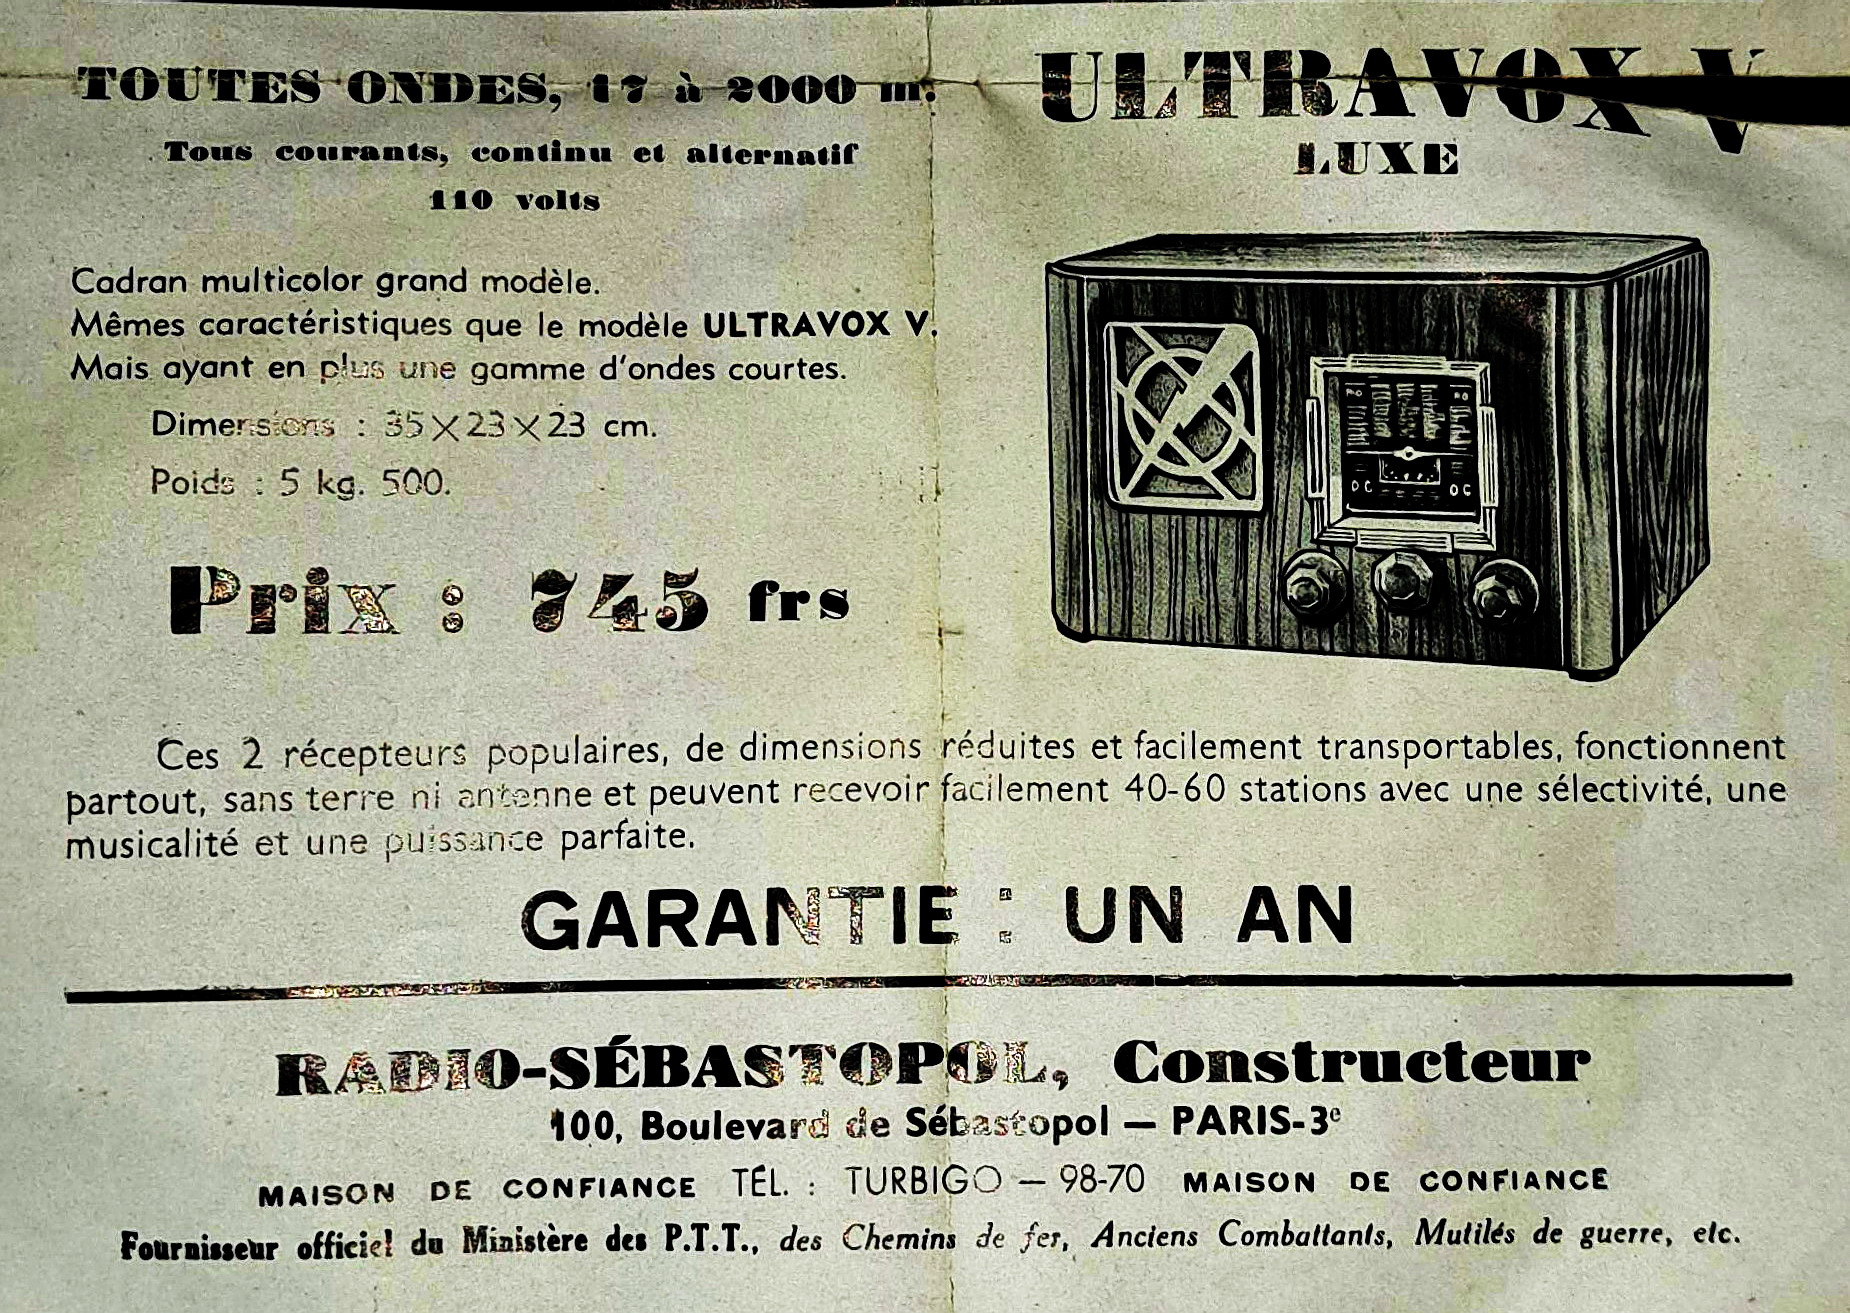 TOUTES ONDES, 17 à 2000 m.
Tous courants, continu et alternatif
110 volts
Cadran multicolor grand modèle.
Mêmes caractéristiques que le modèle ULTRAVOX V.
Mais ayant en plus une gamme d'ondes courtes.
Dimensions : 35×23×23 cm.
Poids : 5 kg. 500.
Prix : 745 frs
ULTRAVOX V
LUXE
Ces 2 récepteurs populaires, de dimensions réduites et facilement transportables, fonctionnent
partout, sans terre ni antenne et peuvent recevoir facilement 40-60 stations avec une sélectivité, une
musicalité et une puissance parfaite.
GARANTIE : UN AN
RADIO-SÉBASTOPOL, Constructeur
100, Boulevard de Sébastopol — PARIS-3e
MAISON DE CONFIANCE TÉL. : TURBIGO — 98-70 MAISON DE CONFIANCE
Fournisseur officiel du Ministère des P.T.T., des Chemins de fer, Anciens Combattants, Mutilés de guerre, etc.